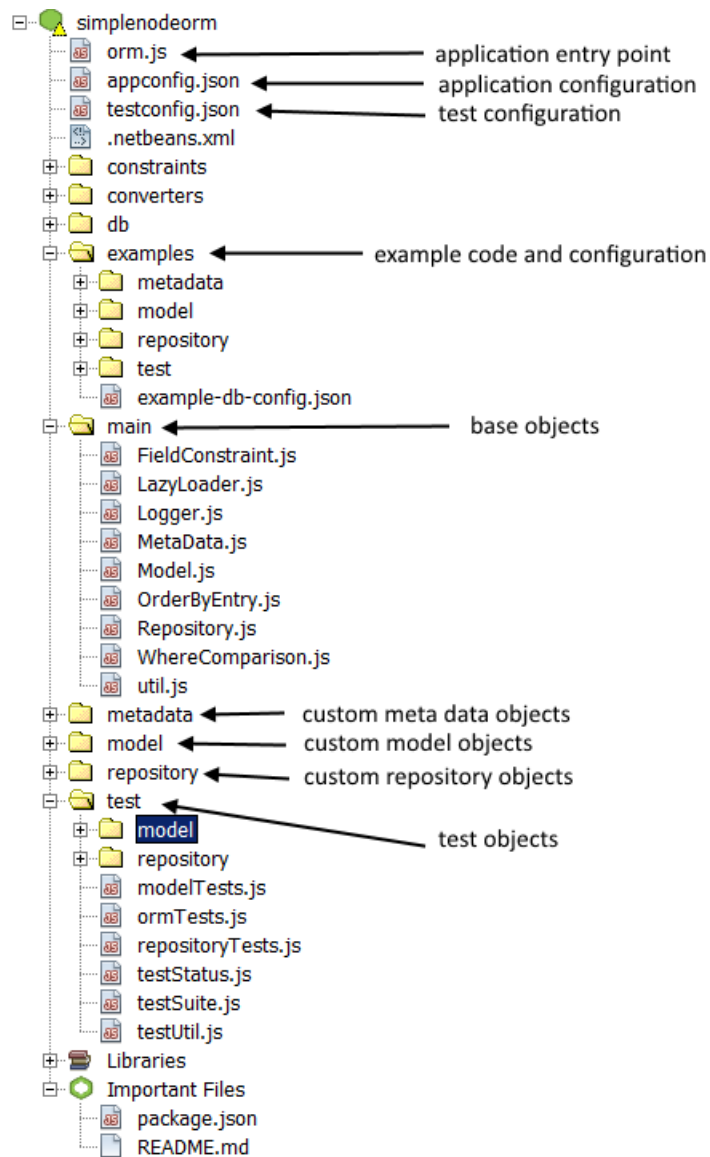 simplenodeorm
orm.js application entry point
appconfig.json application configuration
testconfig.json test configuration
.netbeans.xml
constraints
converters
db
examples example code and configuration
metadata
model
repository
test
example-db-config.json
main base objects
FieldConstraint.js
LazyLoader.js
Logger.js
MetaData.js
Model.js
OrderByEntry.js
Repository.js
WhereComparison.js
util.js
metadata custom meta data objects
model custom model objects
repository custom repository objects
test
model test objects
repository
modelTests.js
ormTests.js
repositoryTests.js
testStatus.js
testSuite.js
testUtil.js
Libraries
Important Files
package.json
README.md